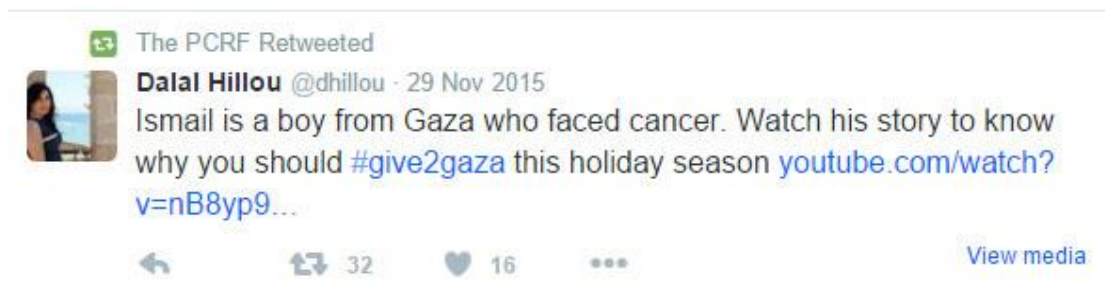 The PCRF Retweeted
Dalal Hillou @dhillou · 29 Nov 2015
Ismail is a boy from Gaza who faced cancer. Watch his story to know
why you should #give2gaza this holiday season youtube.com/watch?
v=nB8yp9...
32 16
View media